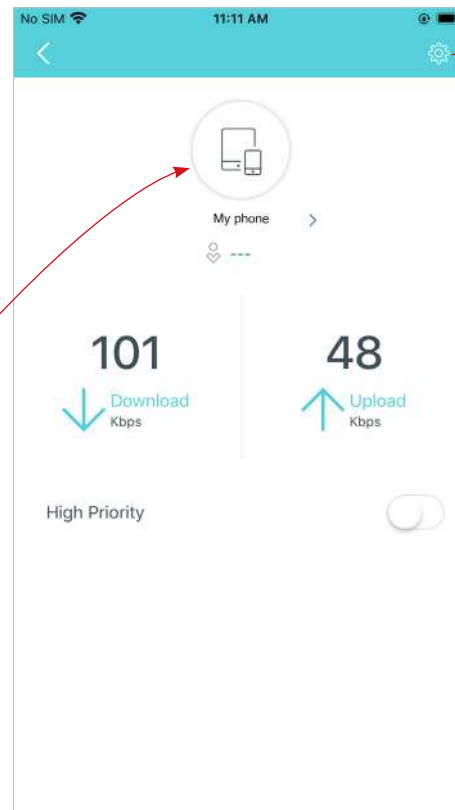 No SIM 11:11 AM
My phone
---
101 48
Download Upload
Kbps Kbps
High Priority